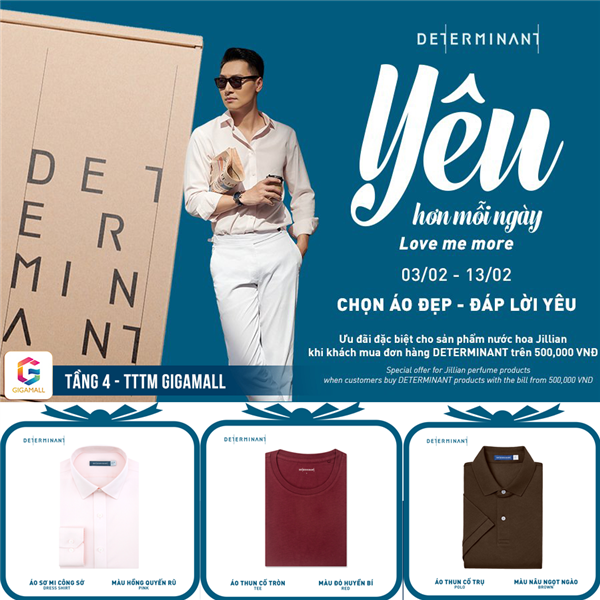 DETERMINANT
DETERMINANT
Yêu
hơn mỗi ngày
Love me more
03/02 - 13/02
CHỌN ÁO ĐẸP - ĐÁP LỜI YÊU
Ưu đãi đặc biệt cho sản phẩm nước hoa Jillian
khi khách mua đơn hàng DETERMINANT trên 500,000 VNĐ
Special offer for Jillian perfume products
when customers buy DETERMINANT products with the bill from 500,000 VND
GIGAMALL
TẦNG 4 - TTTM GIGAMALL
DETERMINANT
ÁO SƠ MI CÔNG SỞ
DRESS SHIRT
MÀU HỒNG QUYẾN RŨ
PINK
DETERMINANT
DETERMINANT
ÁO THUN CỔ TRÒN
TEE
MÀU ĐỎ HUYỀN BÍ
RED
DETERMINANT
ÁO THUN CỔ TRỤ
POLO
MÀU NÂU NGỌT NGÀO
BROWN